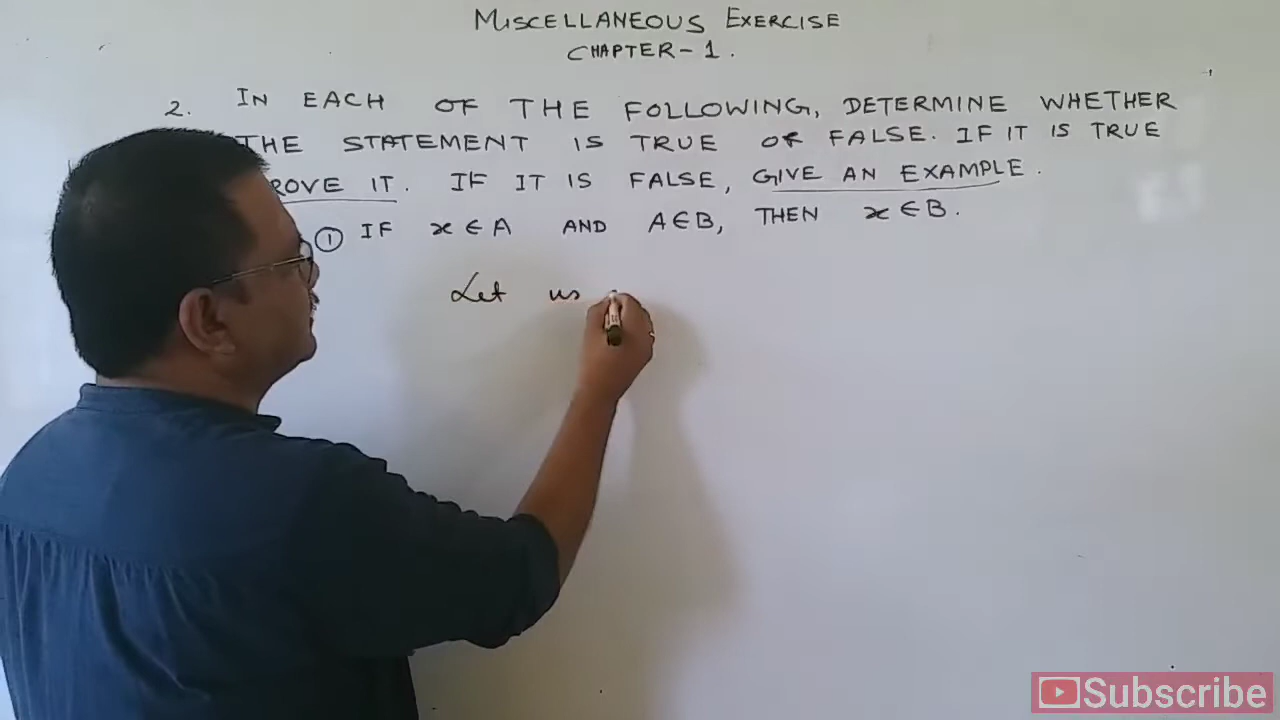 MISCELLANEOUS EXERCISE
CHAPTER-1.
2. IN EACH OF THE FOLLOWING, DETERMINE WHETHER
THE STATEMENT IS TRUE OR FALSE. IF IT IS TRUE
ROVE IT. IF IT IS FALSE, GIVE AN EXAMPLE.
① IF x ∈ A AND A ∈ B, THEN x ∈ B.
Let us
Subscribe